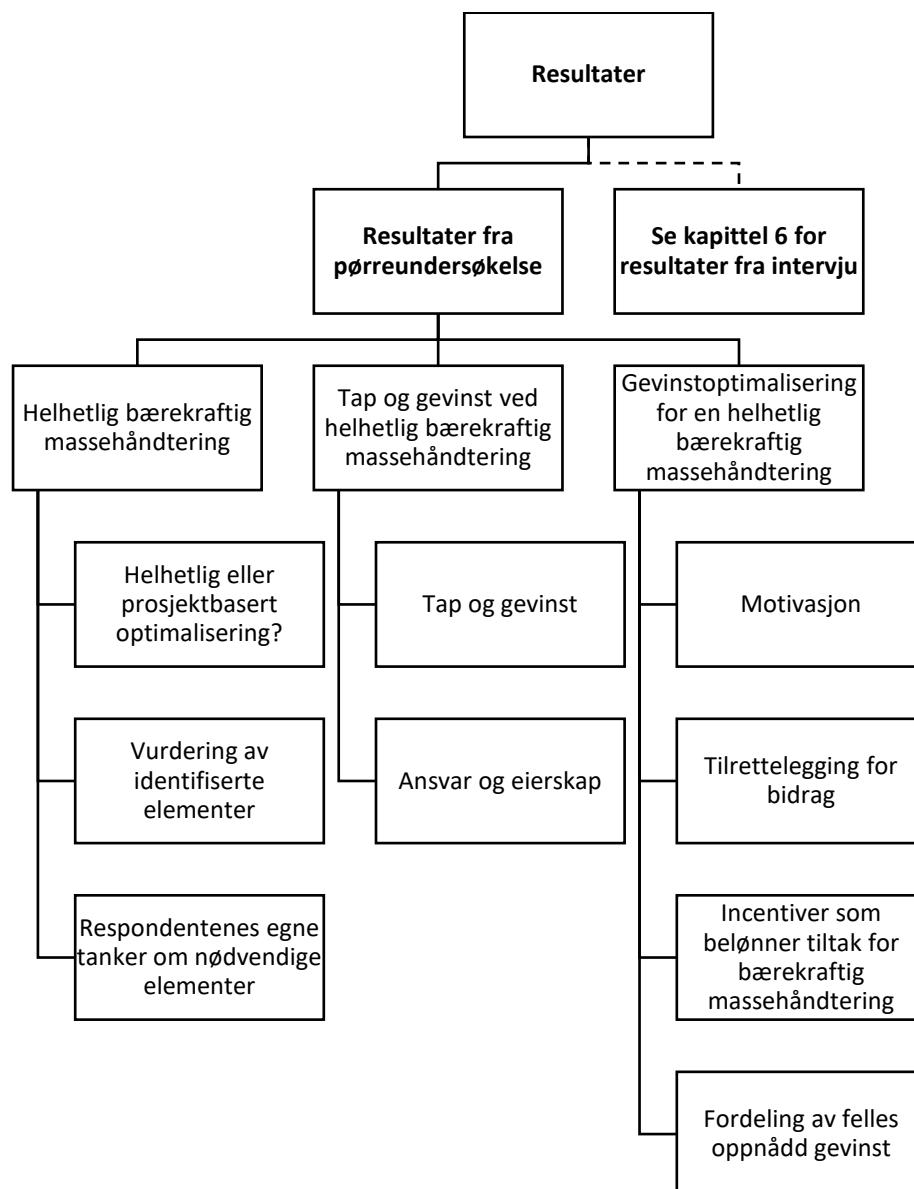 Resultater
Resultater fra
pørreundersøkelse
Se kapittel 6 for
resultater fra intervju
Helhetlig bærekraftig
massehåndtering
Tap og gevinst ved
helhetlig bærekraftig
massehåndtering
Gevinstoptimalisering
for en helhetlig
bærekraftig
massehåndtering
Helhetlig eller
prosjektbasert
optimalisering?
Vurdering av
identifiserte
elementer
Respondentenes egne
tanker om nødvendige
elementer
Tap og gevinst
Ansvar og eierskap
Motivasjon
Tilrettelegging for
bidrag
Incentiver som
belønner tiltak for
bærekraftig
massehåndtering
Fordeling av felles
oppnådd gevinst